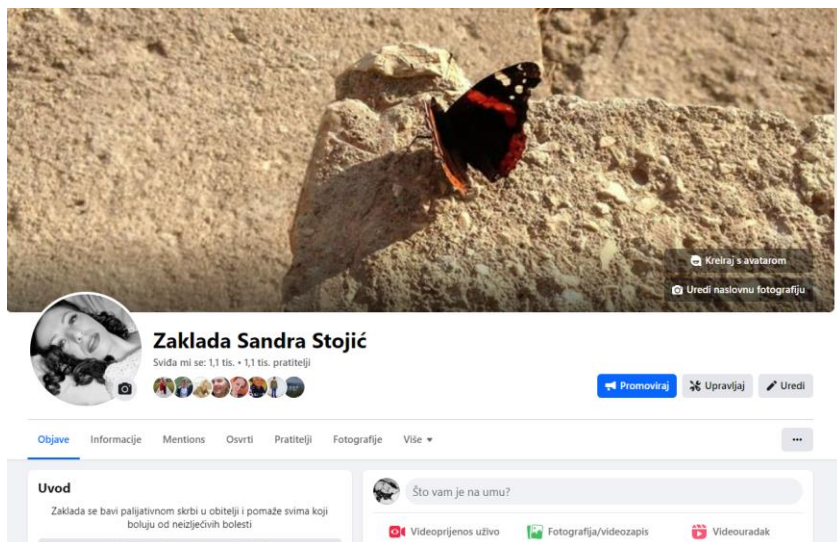 Kreiraj s avatarom
Uredi naslovnu fotografiju
Zaklada Sandra Stojić
Sviđa mi se: 1,1 tis. • 1,1 tis. pratitelji
Promoviraj
Upravljaj
Uredi
Objave Informacije Mentions Osvrti Pratitelji Fotografije Više
Uvod
Zaklada se bavi palijativnom skrbi u obitelji i pomaže svima koji
boluju od neizlječivih bolesti
Što vam je na umu?
Videoprijenos uživo
Fotografija/videozapis
Videouradak